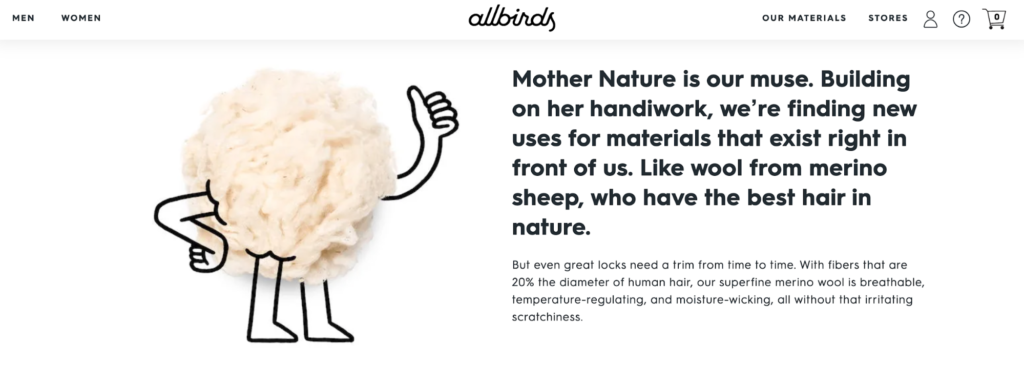 MEN WOMEN allbirds OUR MATERIALS STORES ? 0
Mother Nature is our muse. Building
on her handiwork, we’re finding new
uses for materials that exist right in
front of us. Like wool from merino
sheep, who have the best hair in
nature.
But even great locks need a trim from time to time. With fibers that are
20% the diameter of human hair, our superfine merino wool is breathable,
temperature-regulating, and moisture-wicking, all without that irritating
scratchiness.